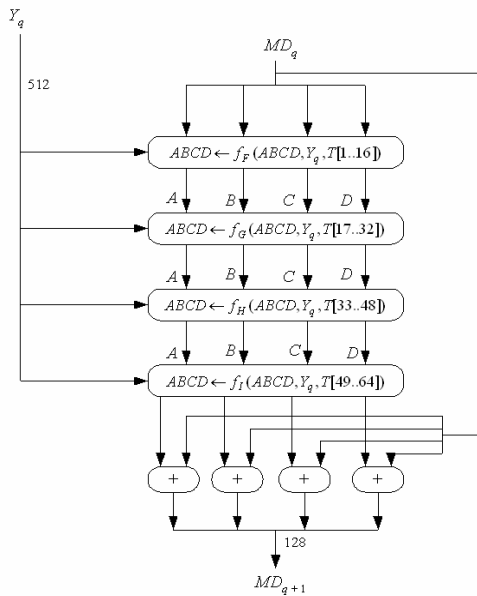 Y_q
MD_q
512
ABCD ← f_F (ABCD, Y_q, T[1..16])
A B C D
ABCD ← f_G (ABCD, Y_q, T[17..32])
A B C D
ABCD ← f_H (ABCD, Y_q, T[33..48])
A B C D
ABCD ← f_I (ABCD, Y_q, T[49..64])
+ + + +
128
MD_{q+1}